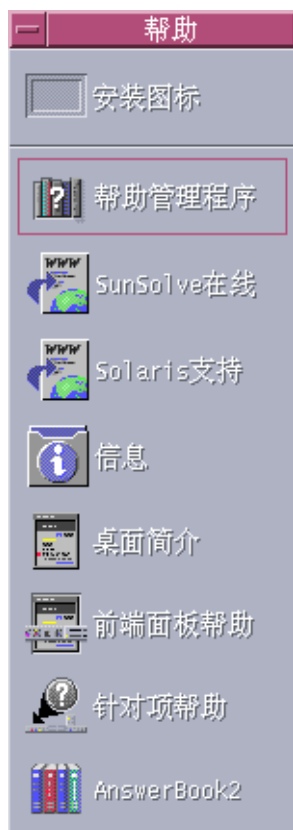 帮助
安装图标
帮助管理程序
SunSolve在线
Solaris支持
信息
桌面简介
前端面板帮助
针对项帮助
AnswerBook2